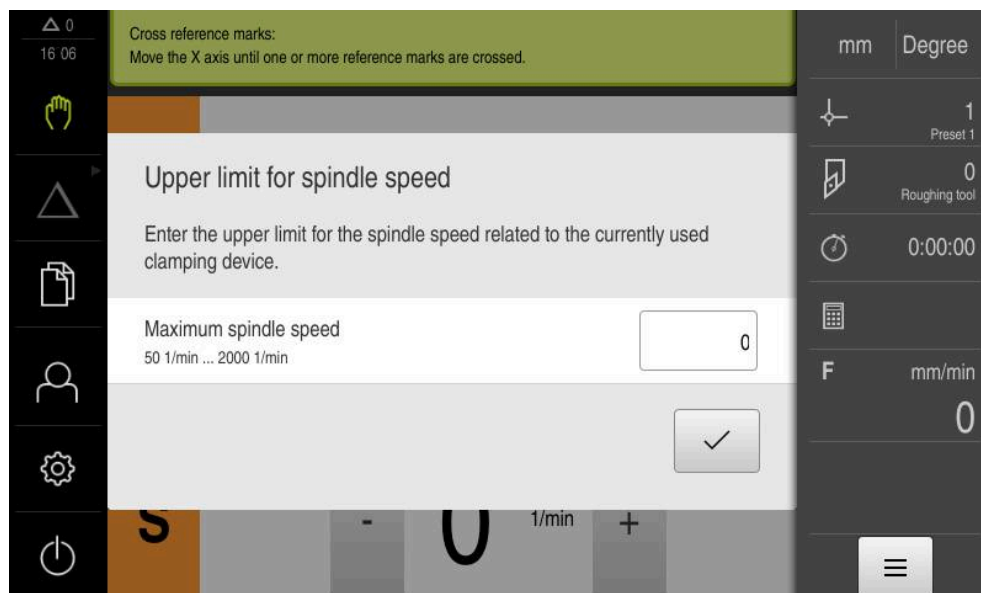 0
16 06
Cross reference marks:
Move the X axis until one or more reference marks are crossed.
Upper limit for spindle speed
Enter the upper limit for the spindle speed related to the currently used
clamping device.
Maximum spindle speed
50 1/min ... 2000 1/min
0
S
- 0 1/min +
mm Degree
1
Preset 1
0
Roughing tool
0:00:00
F mm/min
0